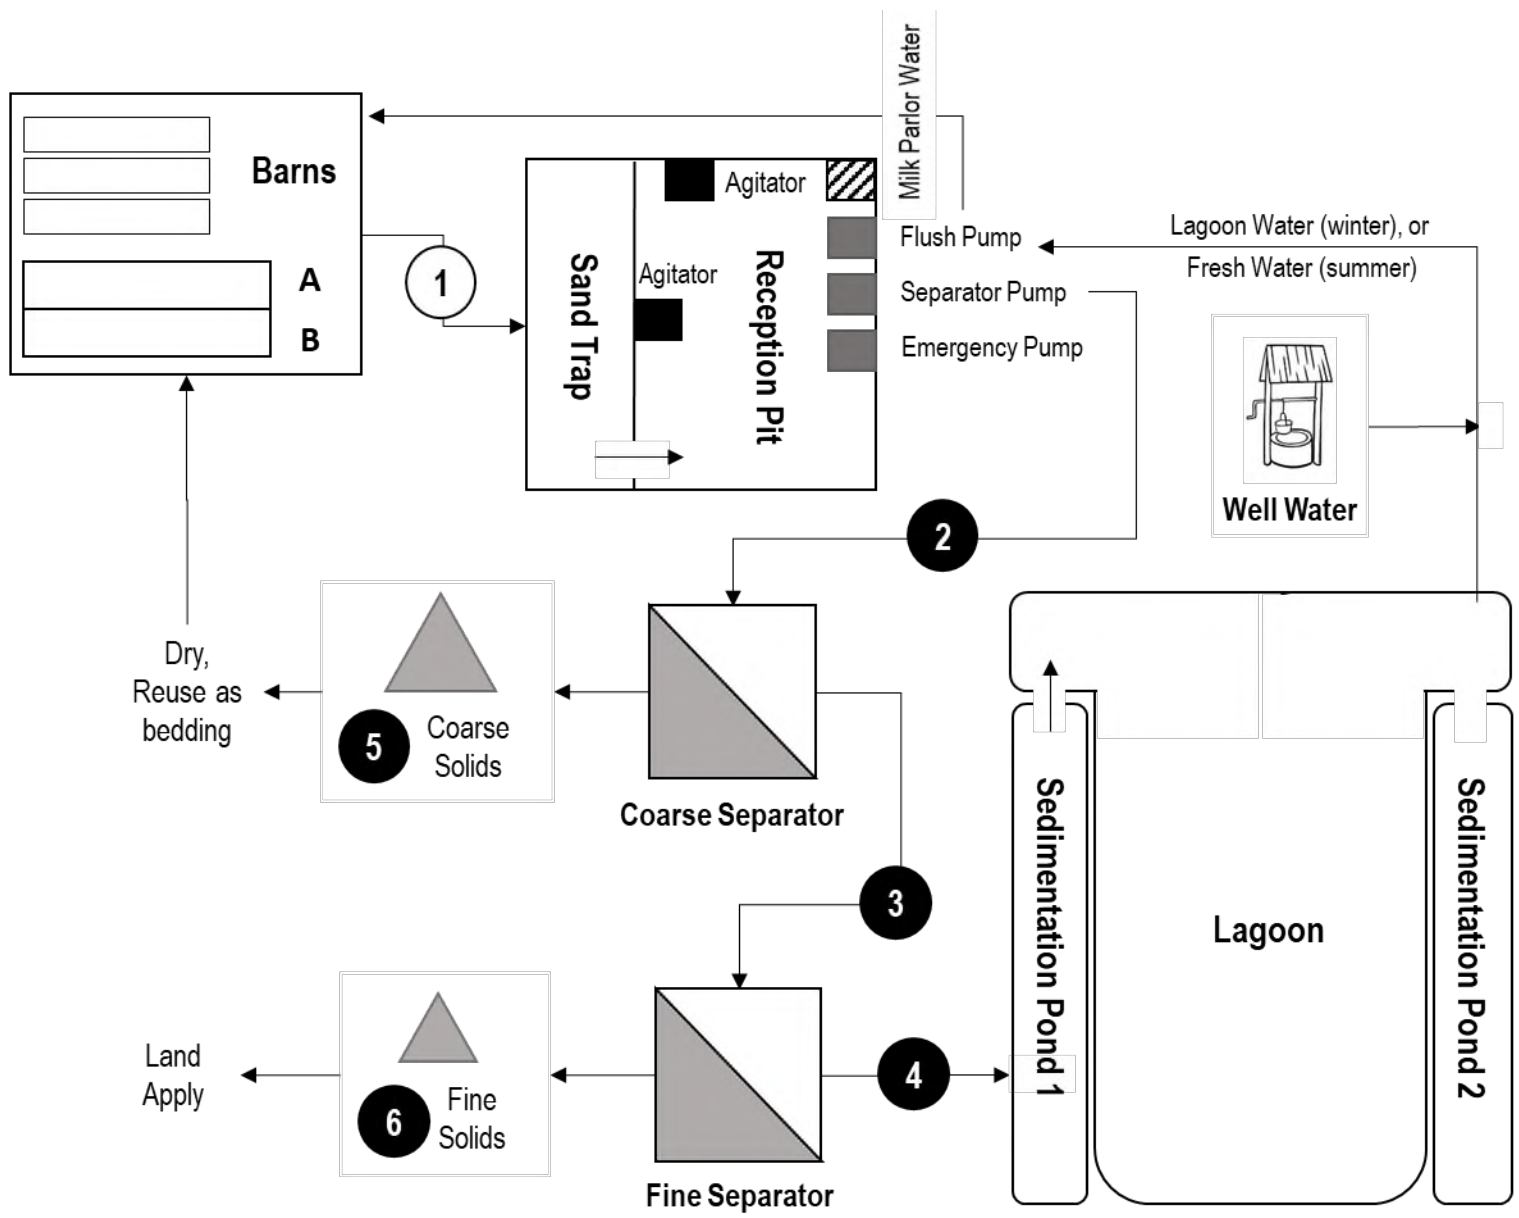 Milk Parlor Water
Barns
A
B
1
Sand Trap
Agitator
Agitator
Reception Pit
Flush Pump
Separator Pump
Emergency Pump
Lagoon Water (winter), or
Fresh Water (summer)
Well Water
2
Dry,
Reuse as
bedding
5
Coarse
Solids
Coarse Separator
3
Land
Apply
6
Fine
Solids
Fine Separator
4
Sedimentation Pond 1
Lagoon
Sedimentation Pond 2